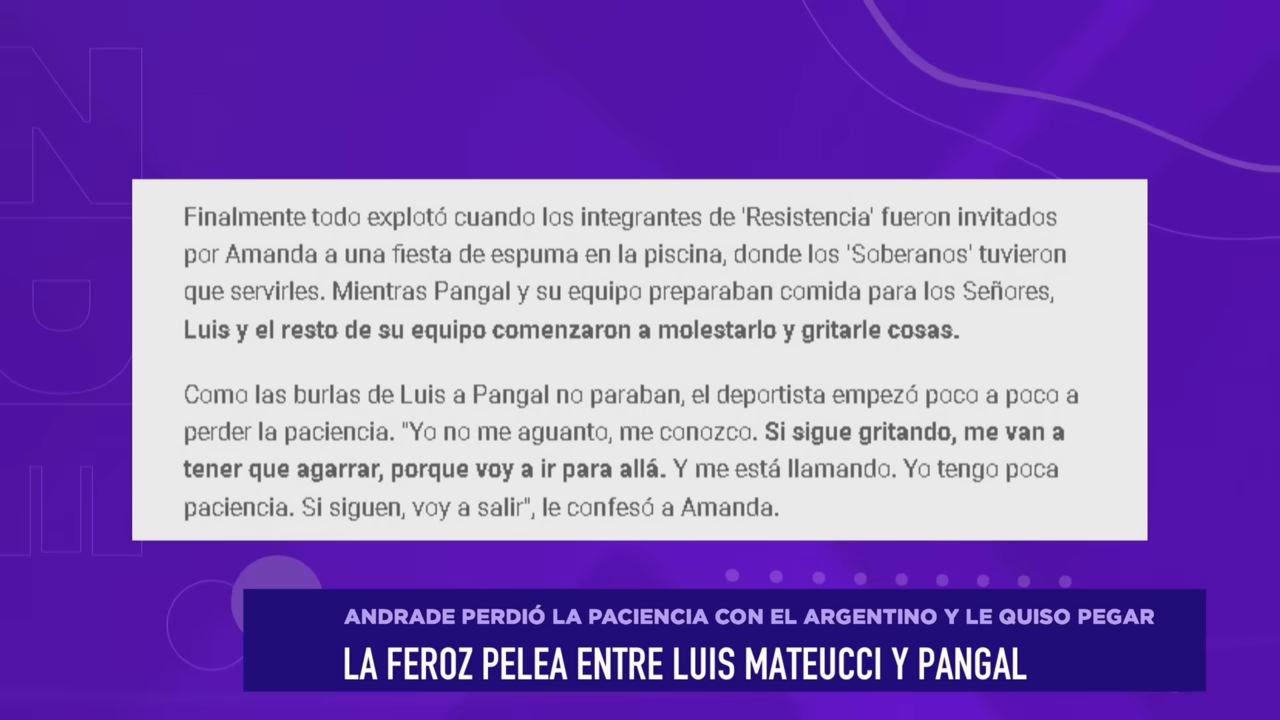 Finalmente todo explotó cuando los integrantes de 'Resistencia' fueron invitados
por Amanda a una fiesta de espuma en la piscina, donde los 'Soberanos' tuvieron
que servirles. Mientras Pangal y su equipo preparaban comida para los Señores,
Luis y el resto de su equipo comenzaron a molestarlo y gritarle cosas.
Como las burlas de Luis a Pangal no paraban, el deportista empezó poco a poco a
perder la paciencia. "Yo no me aguanto, me conozco. Si sigue gritando, me van a
tener que agarrar, porque voy a ir para allá. Y me está llamando. Yo tengo poca
paciencia. Si siguen, voy a salir", le confesó a Amanda.
ANDRADE PERDIÓ LA PACIENCIA CON EL ARGENTINO Y LE QUISO PEGAR
LA FEROZ PELEA ENTRE LUIS MATEUCCI Y PANGAL